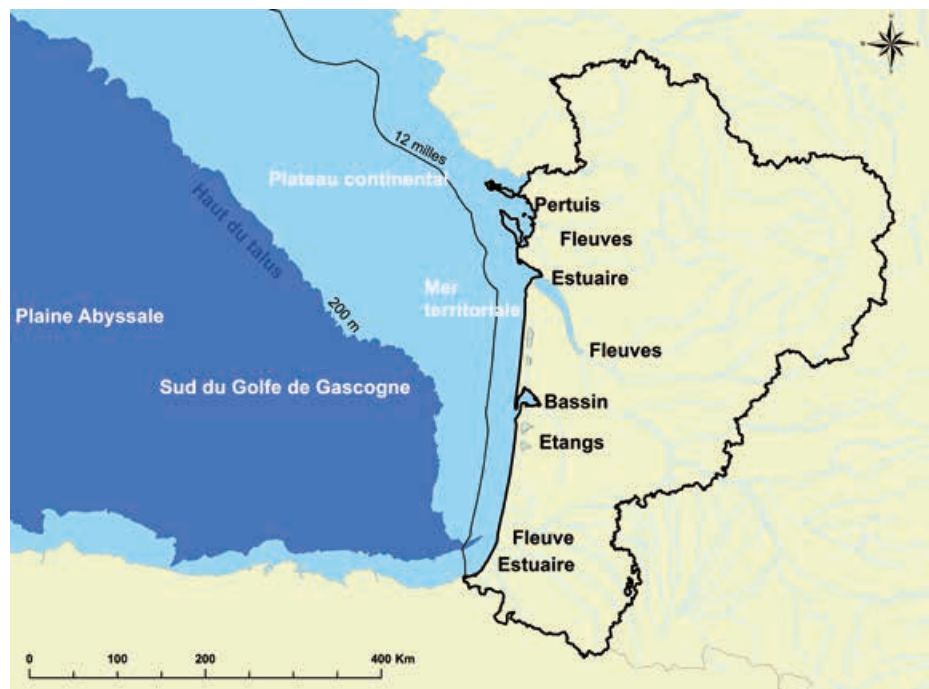 12 milles
Plateau continental
Pertuis
Haut du talus
Fleuves
Estuaire
Mer
territoriale
200 m
Plaine Abyssale
Fleuves
Sud du Golfe de Gascogne
Bassin
Etangs
Fleuve
Estuaire
0 100 200 400 Km